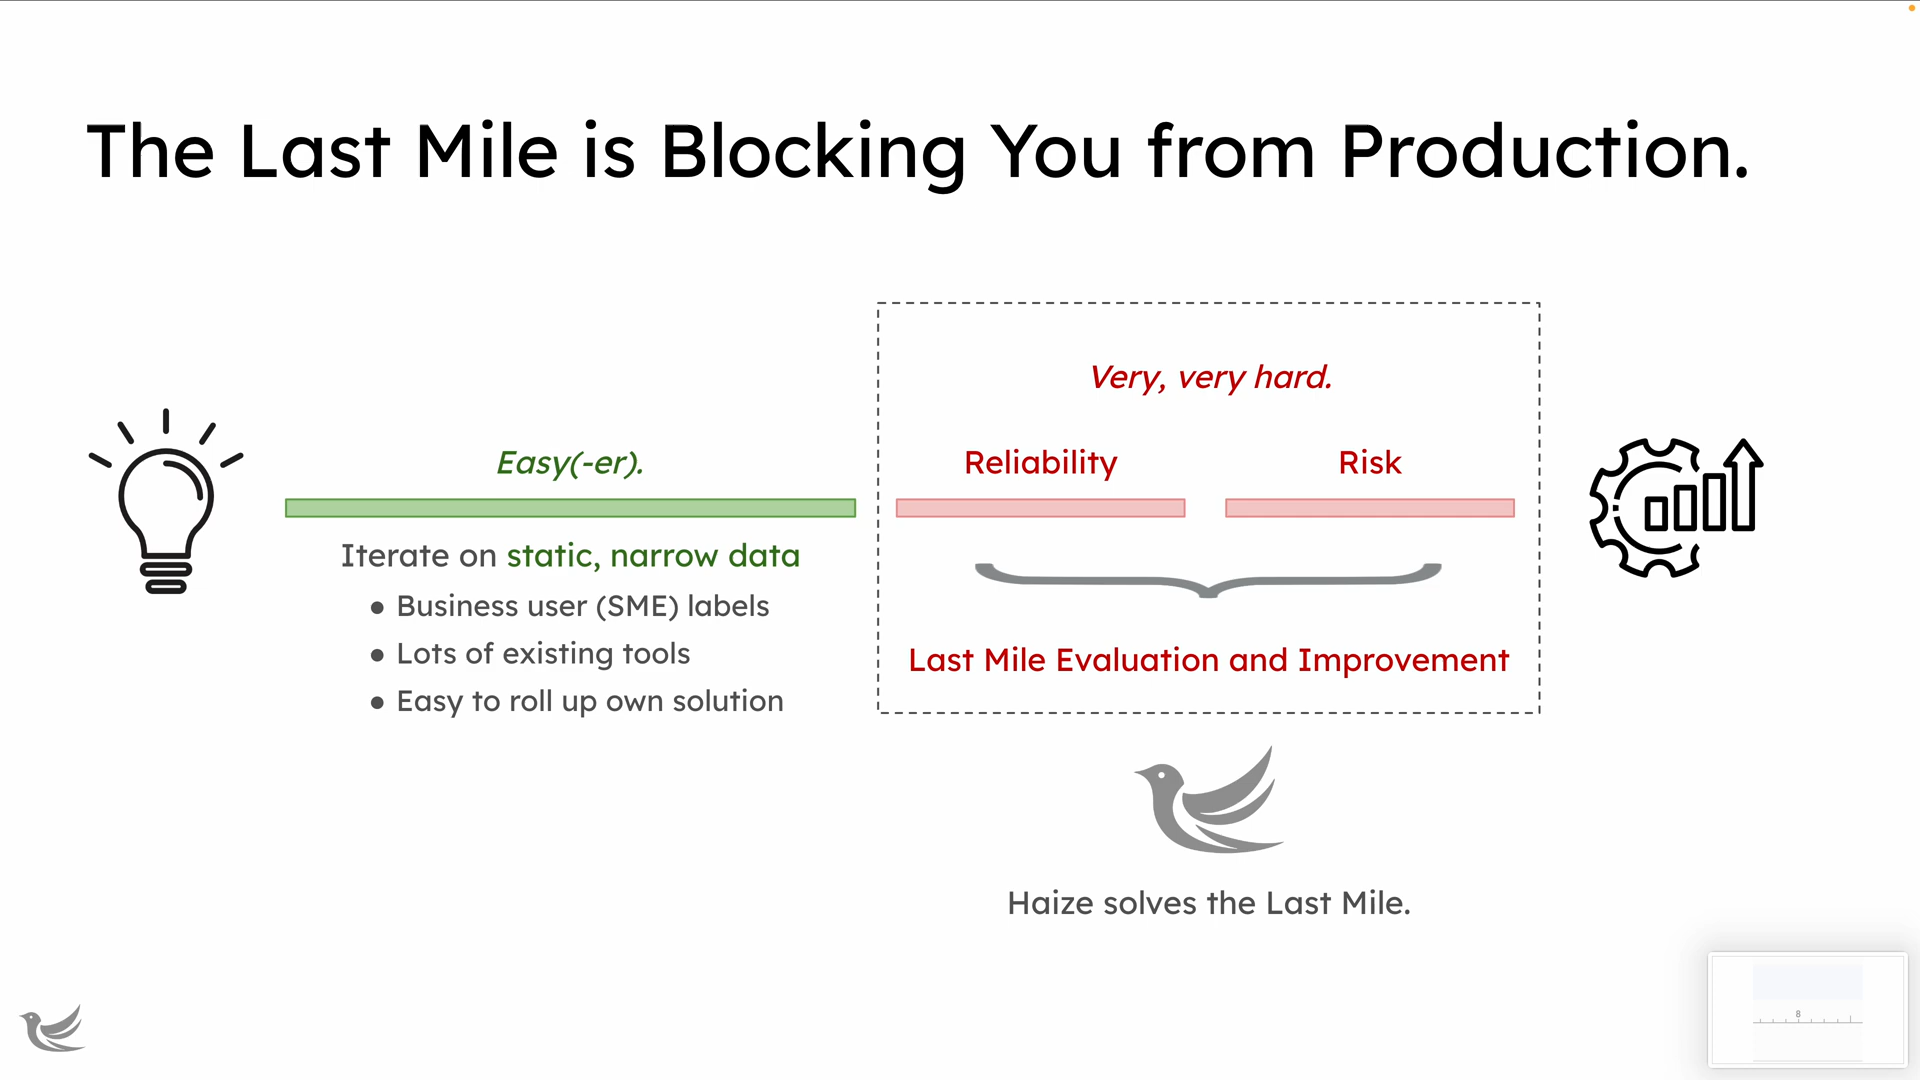 The Last Mile is Blocking You from Production.
Very, very hard.
Easy(-er).
Reliability
Risk
Iterate on static, narrow data
● Business user (SME) labels
● Lots of existing tools
● Easy to roll up own solution
Last Mile Evaluation and Improvement
Haize solves the Last Mile.
8